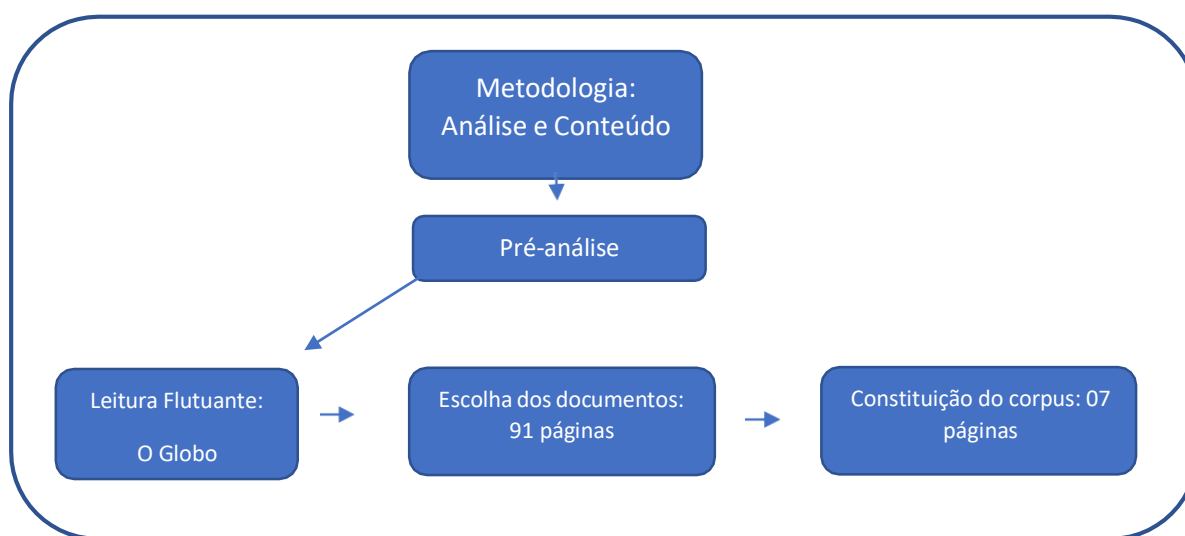 Metodologia:
Análise e Conteúdo
Pré-análise
Leitura Flutuante:
O Globo
Escolha dos documentos:
91 páginas
Constituição do corpus: 07
páginas